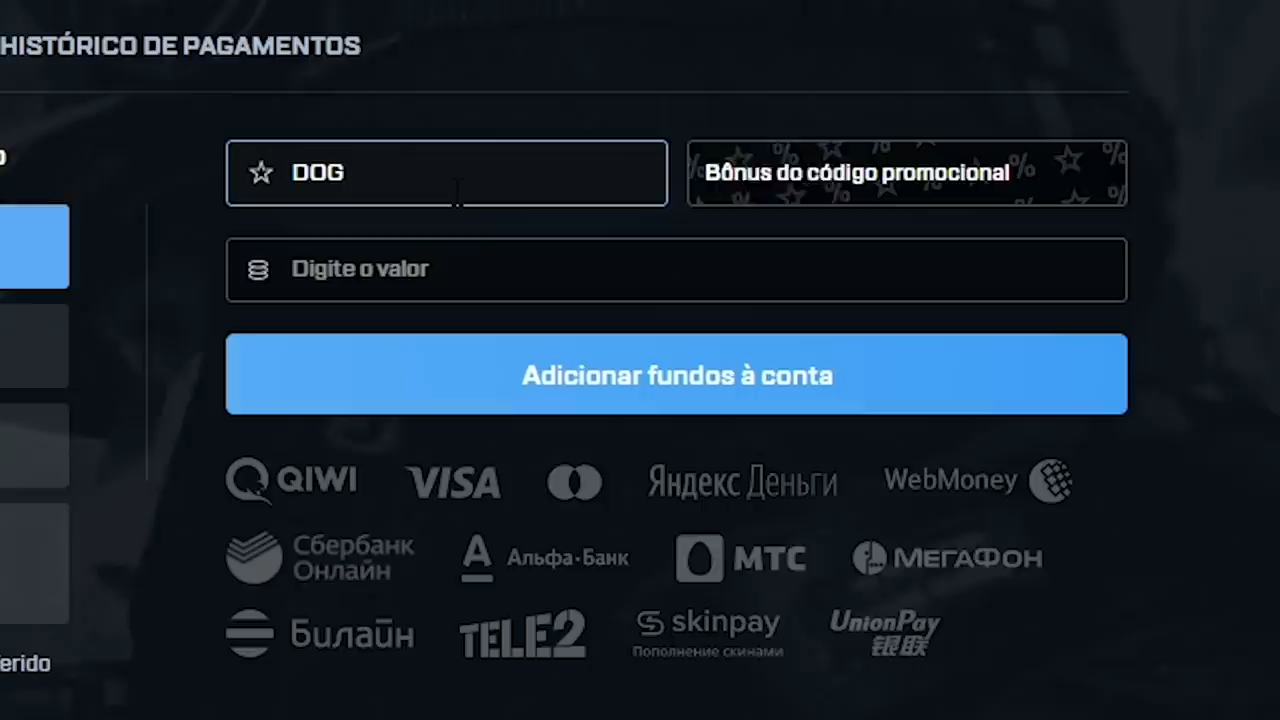 HISTÓRICO DE PAGAMENTOS
DOG
Bônus do código promocional
Digite o valor
Adicionar fundos à conta
QIWI VISA Яндекс Деньги WebMoney
Сбербанк Онлайн Альфа·Банк МТС МЕГАФОН
Билайн TELE2 skinpay Пополнение скинами UnionPay 银联
erido